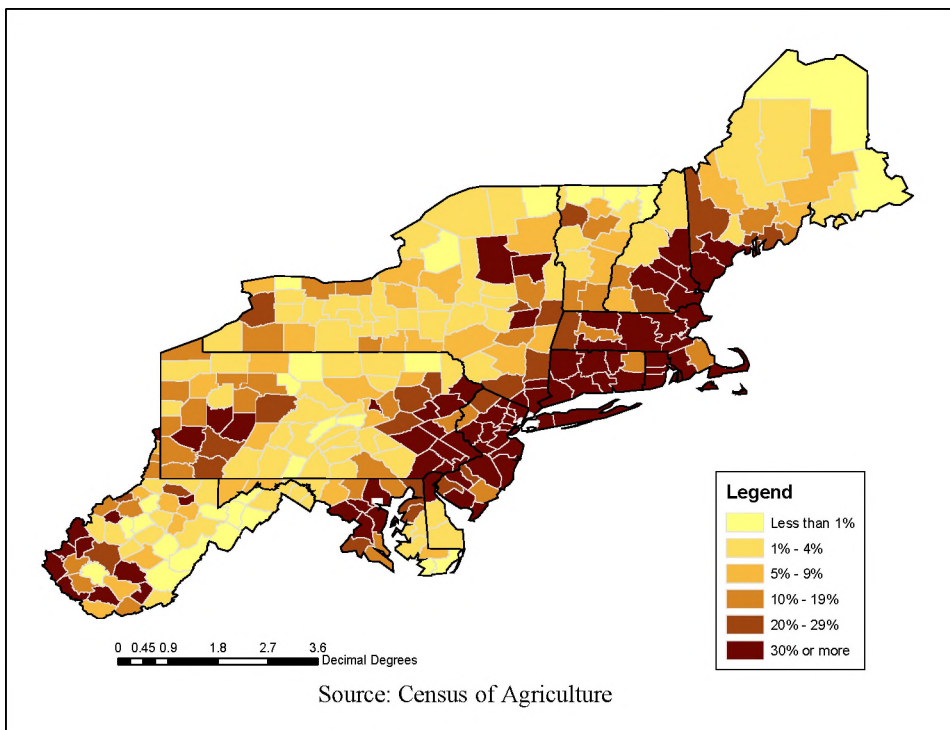 Legend
Less than 1%
1% - 4%
5% - 9%
10% - 19%
20% - 29%
30% or more
0 0.45 0.9 1.8 2.7 3.6
Decimal Degrees
Source: Census of Agriculture